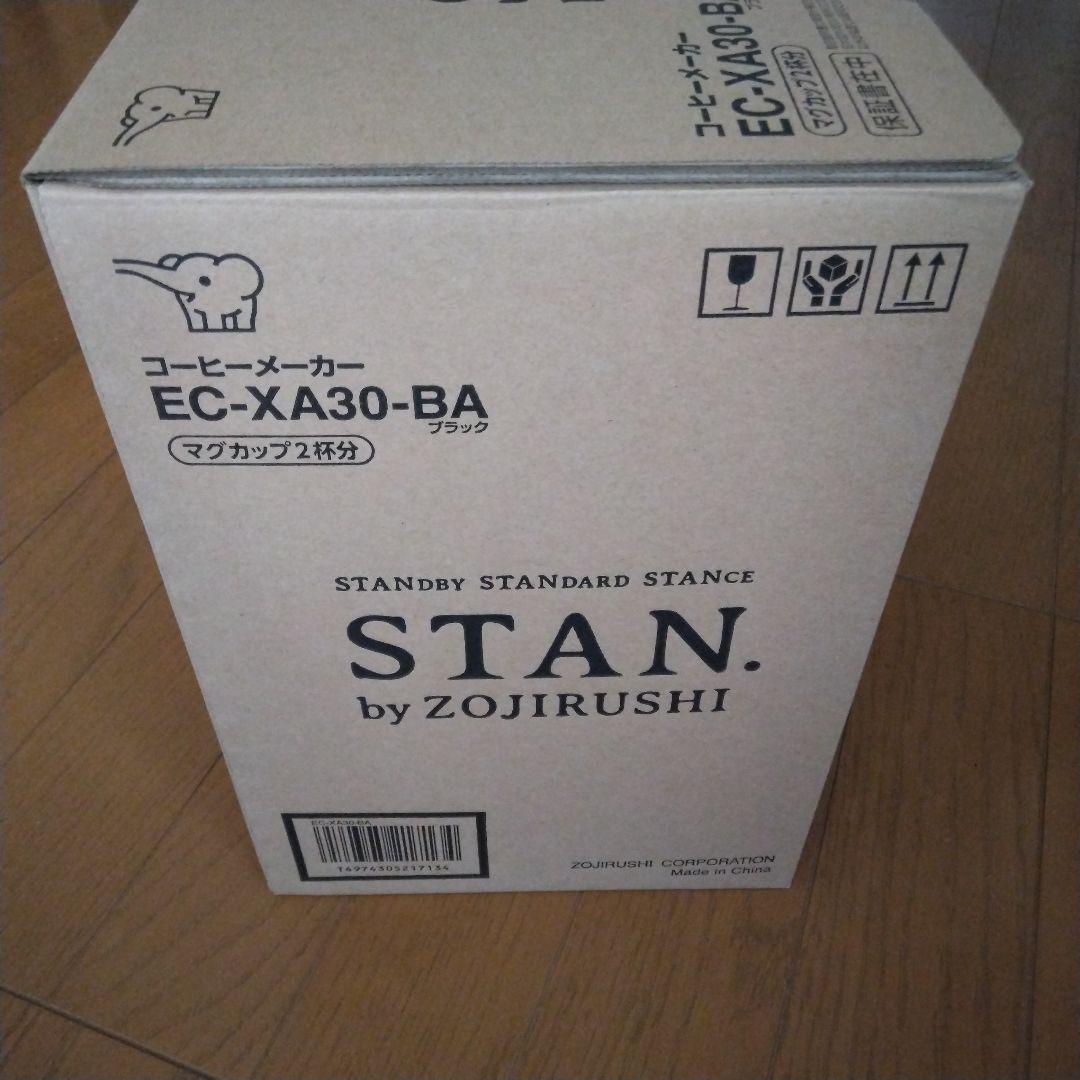 コーヒーメーカー
EC-XA30-BA
マグカップ2杯分
保証書在中
コーヒーメーカー
EC-XA30-BA
ブラック
マグカップ2杯分
STANDBY STANDARD STANCE
STAN.
by ZOJIRUSHI
EC-XA30-BA
T4974305217134
ZOJIRUSHI CORPORATION
Made in China